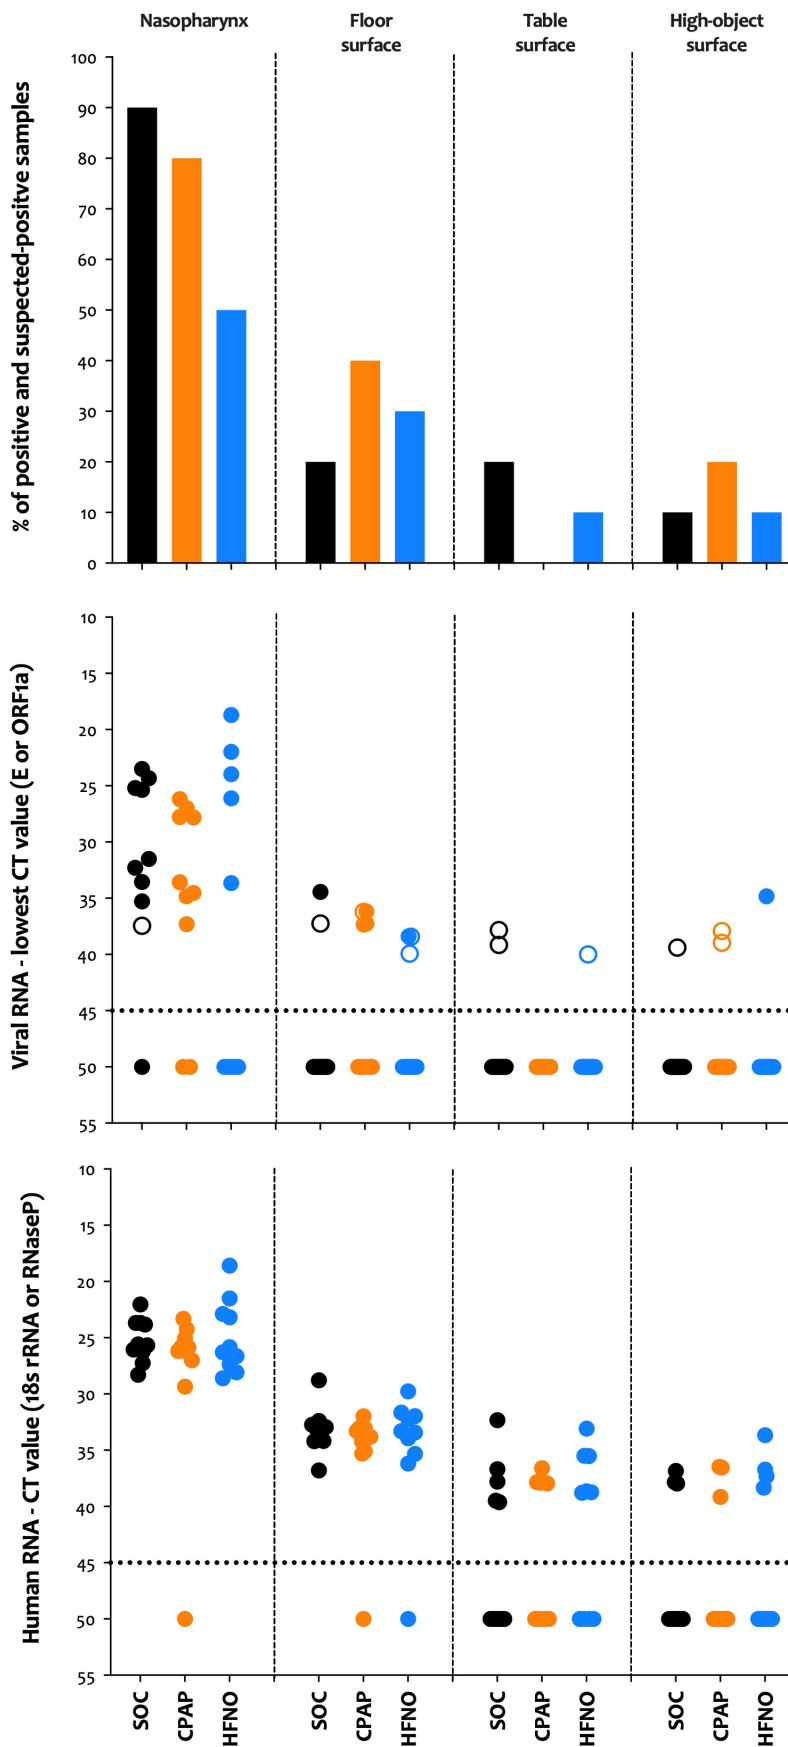 Nasopharynx
Floor
surface
Table
surface
High-object
surface
% of positive and suspected-positve samples
100
90
80
70
60
50
40
30
20
10
0
Viral RNA - lowest CT value (E or ORF1a)
10
15
20
25
30
35
40
45
50
55
Human RNA - CT value (18s rRNA or RNaseP)
10
15
20
25
30
35
40
45
50
55
SOC
CPAP
HFNO
SOC
CPAP
HFNO
SOC
CPAP
HFNO
SOC
CPAP
HFNO